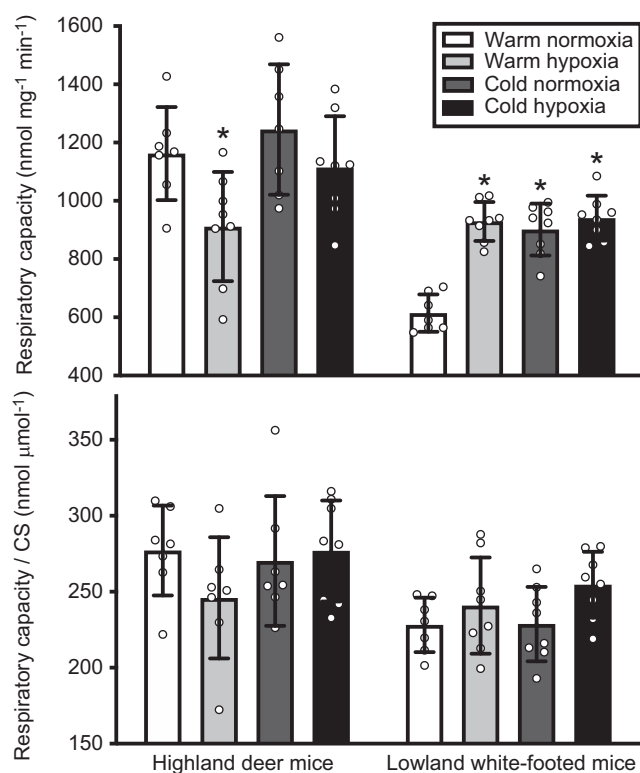 1600
1400
1200
1000
800
600
400
Respiratory capacity (nmol mg⁻¹ min⁻¹)
Warm normoxia
Warm hypoxia
Cold normoxia
Cold hypoxia
*
*
*
*
350
300
250
200
150
Respiratory capacity / CS (nmol μmol⁻¹)
Highland deer mice
Lowland white-footed mice